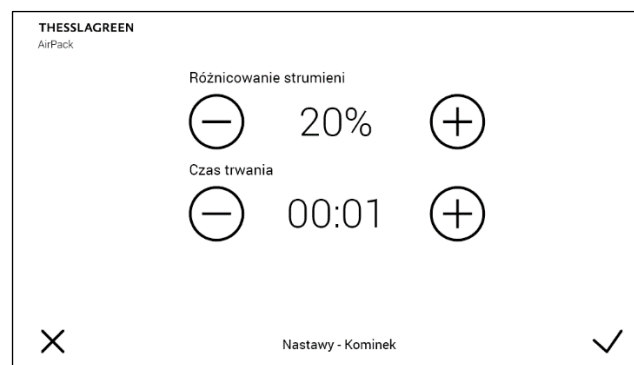 THESSLAGREEN
AirPack
Różnicowanie strumieni
20%
Czas trwania
00:01
Nastawy - Kominek